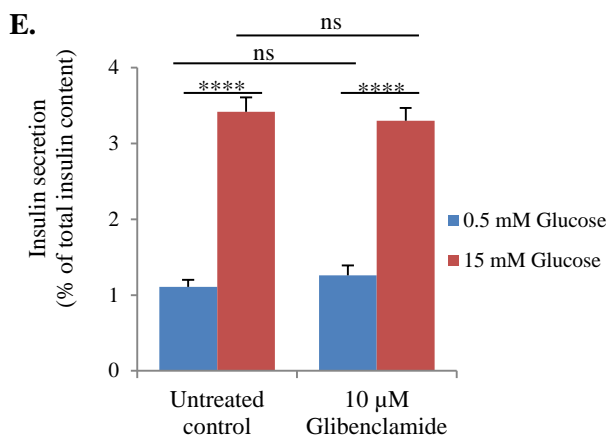 E.
ns
ns
****
****
Insulin secretion
(% of total insulin content)
4
3
2
1
0
0.5 mM Glucose
15 mM Glucose
Untreated
control
10 µM
Glibenclamide